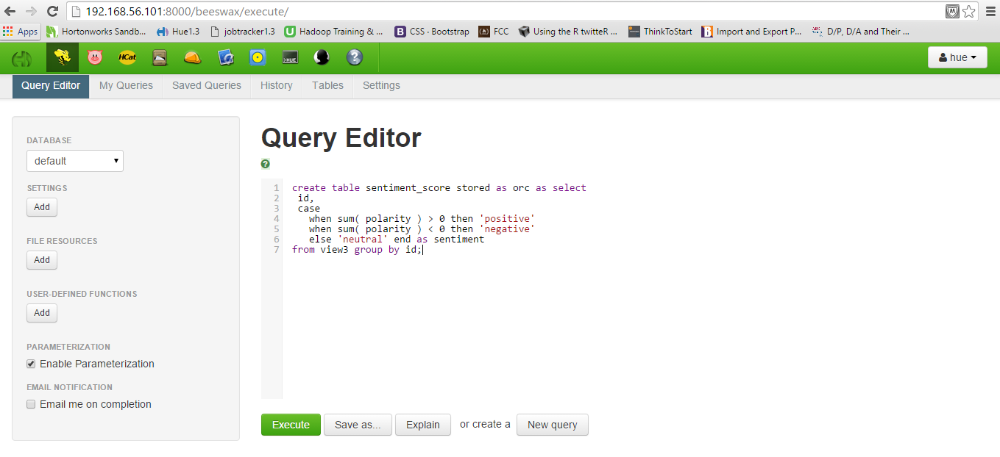 192.168.56.101:8000/beeswax/execute/
Apps Hortonworks Sandb... Hue1.3 jobtracker1.3 Hadoop Training & ... CSS · Bootstrap FCC Using the R twitteR ... ThinkToStart Import and Export P... D/P, D/A and Their ...
HCat >HUE hue
Query Editor My Queries Saved Queries History Tables Settings
DATABASE
default
SETTINGS
Add
FILE RESOURCES
Add
USER-DEFINED FUNCTIONS
Add
PARAMETERIZATION
Enable Parameterization
EMAIL NOTIFICATION
Email me on completion
Query Editor
1 create table sentiment_score stored as orc as select
2 id,
3 case
4 when sum( polarity ) > 0 then 'positive'
5 when sum( polarity ) < 0 then 'negative'
6 else 'neutral' end as sentiment
7 from view3 group by id;
Execute Save as... Explain or create a New query